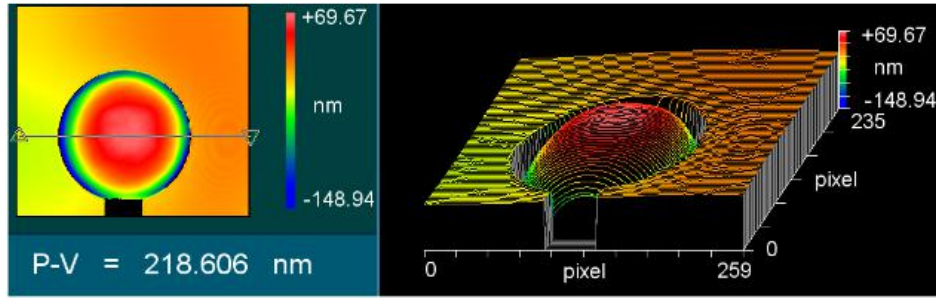 +69.67
nm
-148.94
P-V = 218.606 nm
+69.67
nm
-148.94
235
pixel
0
0
pixel
259